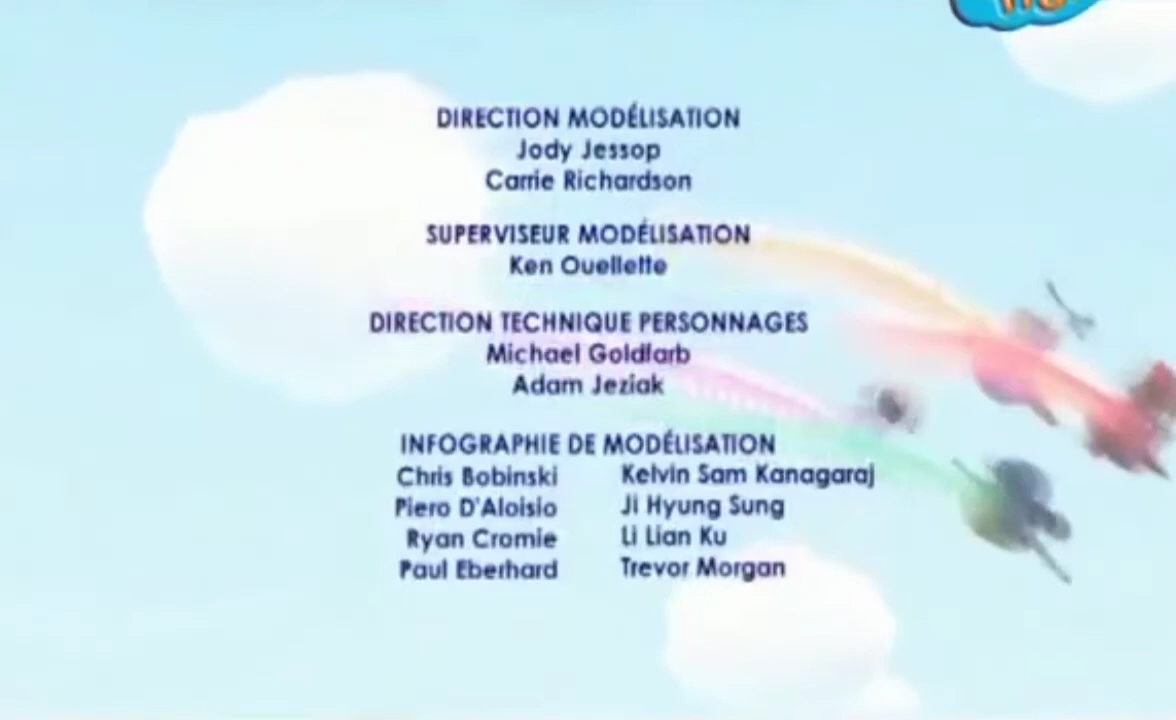 DIRECTION MODÉLISATION
Jody Jessop
Carrie Richardson
SUPERVISEUR MODÉLISATION
Ken Ouellette
DIRECTION TECHNIQUE PERSONNAGES
Michael Goldfarb
Adam Jeziak
INFOGRAPHIE DE MODÉLISATION
Chris Bobinski Kelvin Sam Kanagaraj
Piero D'Aloisio Ji Hyung Sung
Ryan Cromie Li Lian Ku
Paul Eberhard Trevor Morgan